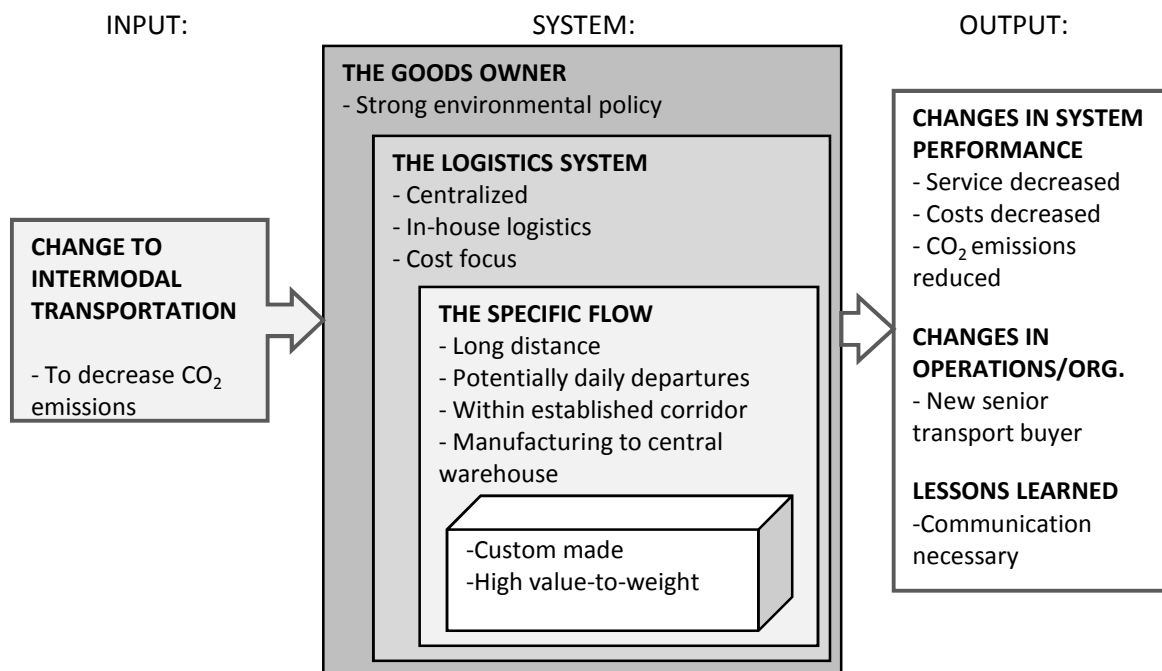 INPUT:
SYSTEM:
OUTPUT:
CHANGE TO
INTERMODAL
TRANSPORTATION
- To decrease CO₂
emissions
THE GOODS OWNER
- Strong environmental policy
THE LOGISTICS SYSTEM
- Centralized
- In-house logistics
- Cost focus
THE SPECIFIC FLOW
- Long distance
- Potentially daily departures
- Within established corridor
- Manufacturing to central
warehouse
-Custom made
-High value-to-weight
CHANGES IN SYSTEM
PERFORMANCE
- Service decreased
- Costs decreased
- CO₂ emissions
reduced
CHANGES IN
OPERATIONS/ORG.
- New senior
transport buyer
LESSONS LEARNED
-Communication
necessary